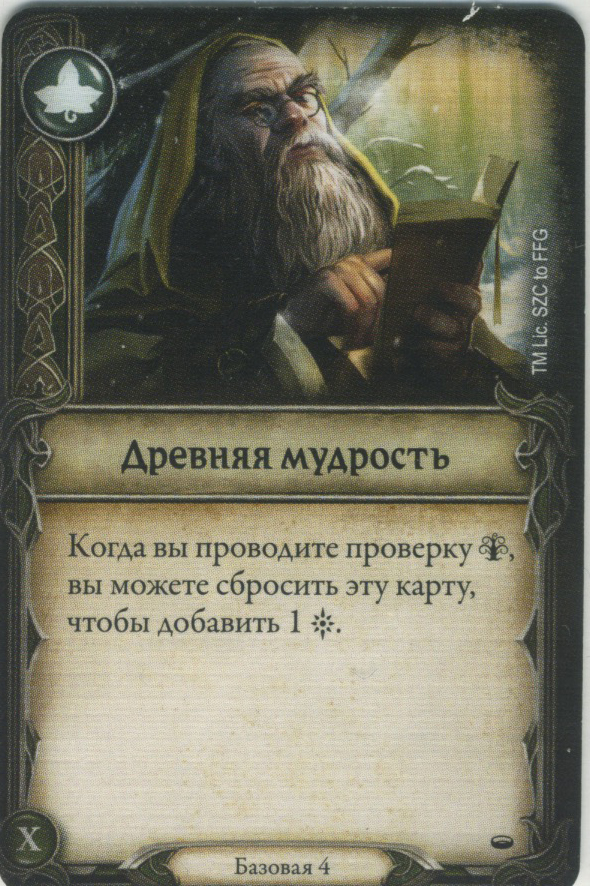 TM Lic. SZC to FFG
Древняя мудрость
Когда вы проводите проверку ,
вы можете сбросить эту карту,
чтобы добавить 1 .
X
Базовая 4